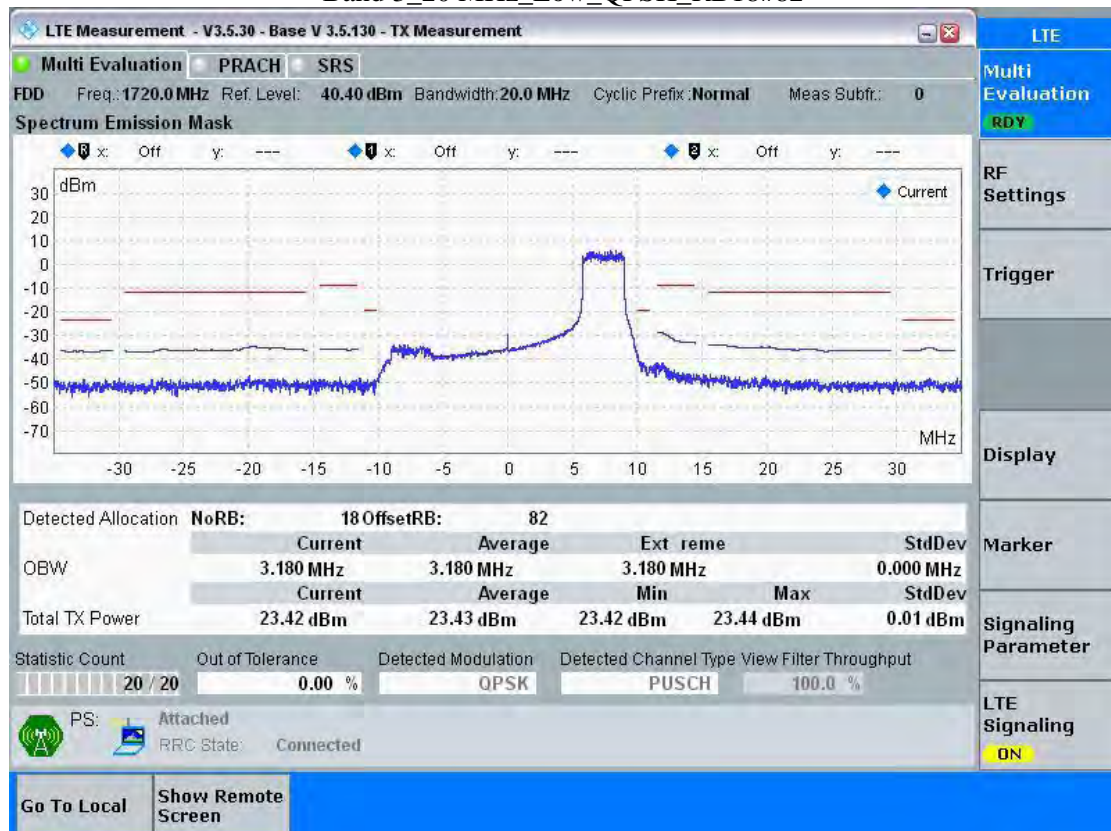 LTE Measurement - V3.5.30 - Base V 3.5.130 - TX Measurement
LTE
Multi Evaluation PRACH SRS
Multi
Evaluation
RDY
FDD Freq.: 1720.0 MHz Ref. Level: 40.40 dBm Bandwidth: 20.0 MHz Cyclic Prefix :Normal Meas Subfr.: 0
Spectrum Emission Mask
R x: Off y: --- 1 x: Off y: --- 2 x: Off y: ---
dBm
Current
30
20
10
0
-10
-20
-30
-40
-50
-60
-70
MHz
-30 -25 -20 -15 -10 -5 0 5 10 15 20 25 30
RF
Settings
Trigger
Display
Marker
Signaling
Parameter
LTE
Signaling
ON
Detected Allocation NoRB: 18 OffsetRB: 82
Current Average Ext reme StdDev
OBW 3.180 MHz 3.180 MHz 3.180 MHz 0.000 MHz
Current Average Min Max StdDev
Total TX Power 23.42 dBm 23.43 dBm 23.42 dBm 23.44 dBm 0.01 dBm
Statistic Count Out of Tolerance Detected Modulation Detected Channel Type View Filter Throughput
20 / 20 0.00 % QPSK PUSCH 100.0 %
PS: Attached
RRC State: Connected
Go To Local
Show Remote
Screen